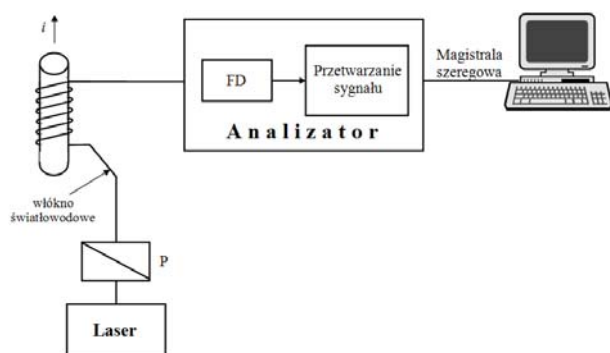 i
FD
Przetwarzanie
sygnału
Analizator
Magistrala
szeregowa
włókno
światłowodowe
P
Laser